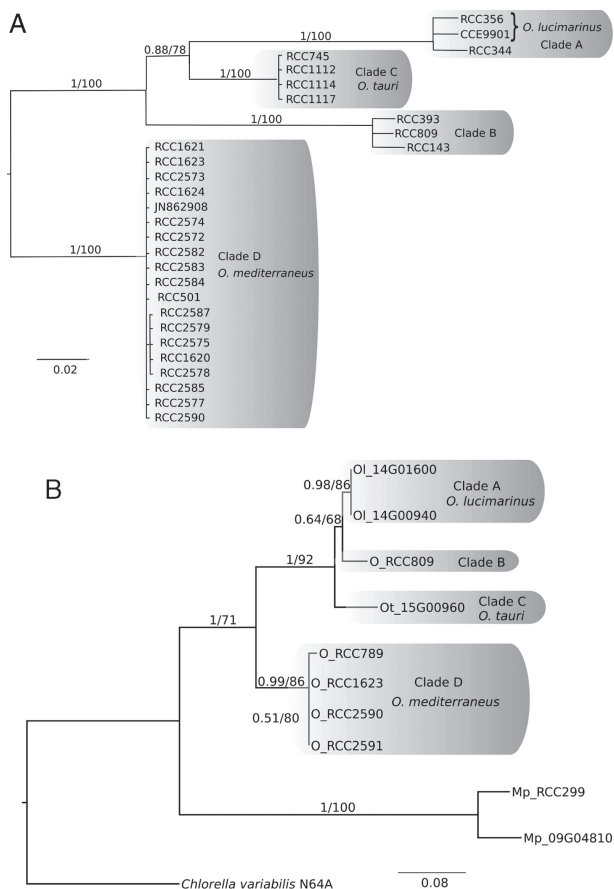 A
RCC356
CCE9901
O. lucimarinus
RCC344
Clade A
1/100
0.88/78
RCC745
RCC1112
RCC1114
RCC1117
1/100
Clade C
O. tauri
1/100
RCC393
RCC809
RCC143
1/100
Clade B
RCC1621
RCC1623
RCC2573
RCC1624
JN862908
RCC2574
RCC2572
RCC2582
RCC2583
RCC2584
RCC501
RCC2587
RCC2579
RCC2575
RCC1620
RCC2578
RCC2585
RCC2577
RCC2590
1/100
Clade D
O. mediterraneus
0.02
B
Ol_14G01600
0.98/86
Clade A
O. lucimarinus
Ol_14G00940
0.64/68
O_RCC809
Clade B
1/92
Ot_15G00960
Clade C
O. tauri
1/71
O_RCC789
0.99/86
O_RCC1623
Clade D
O. mediterraneus
0.51/80
O_RCC2590
O_RCC2591
Mp_RCC299
1/100
Mp_09G04810
Chlorella variabilis N64A
0.08